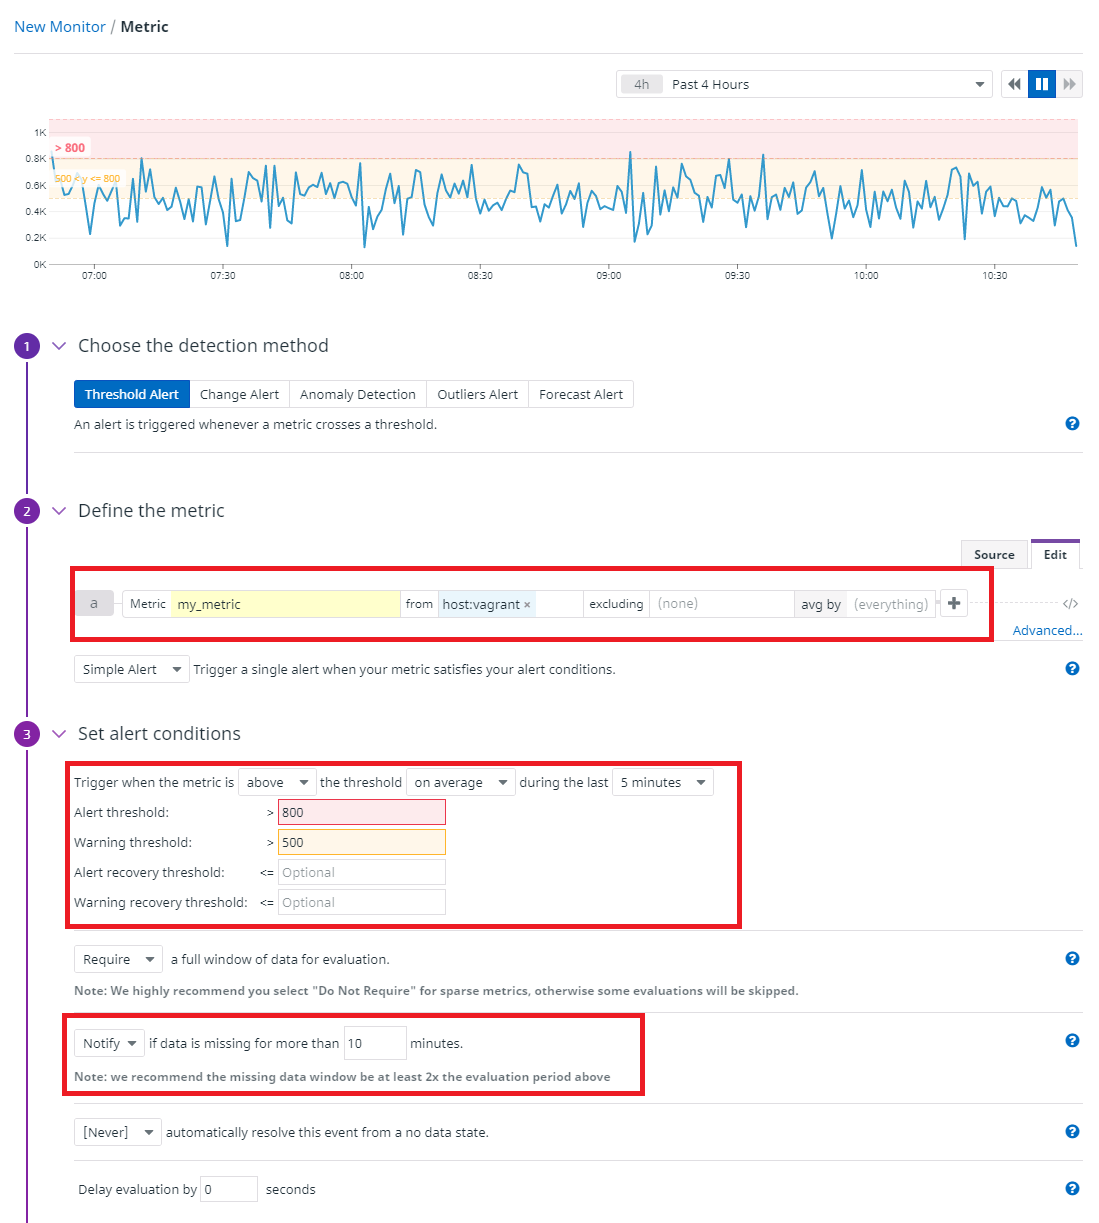 New Monitor / Metric
4h Past 4 Hours
1K
> 800
0.8K
500 < y <= 800
0.6K
0.4K
0.2K
0K
07:00 07:30 08:00 08:30 09:00 09:30 10:00 10:30
1 Choose the detection method
Threshold Alert Change Alert Anomaly Detection Outliers Alert Forecast Alert
An alert is triggered whenever a metric crosses a threshold. ?
2 Define the metric
Source Edit
a Metric my_metric from host:vagrant × excluding (none) avg by (everything) + </>
Advanced...
Simple Alert Trigger a single alert when your metric satisfies your alert conditions. ?
3 Set alert conditions
Trigger when the metric is above the threshold on average during the last 5 minutes
Alert threshold: > 800
Warning threshold: > 500
Alert recovery threshold: <= Optional
Warning recovery threshold: <= Optional
Require a full window of data for evaluation. ?
Note: We highly recommend you select "Do Not Require" for sparse metrics, otherwise some evaluations will be skipped.
Notify if data is missing for more than 10 minutes. ?
Note: we recommend the missing data window be at least 2x the evaluation period above
[Never] automatically resolve this event from a no data state. ?
Delay evaluation by 0 seconds ?